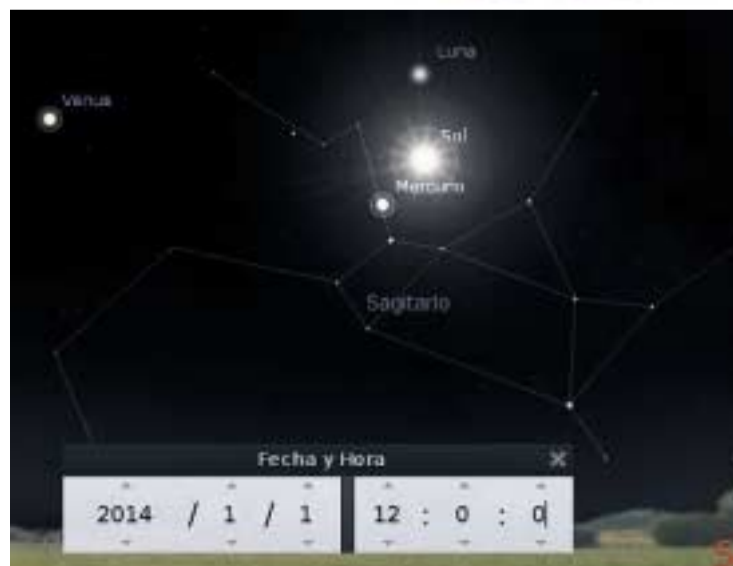 Luna
Venus
Sol
Mercurio
Sagitario
Fecha y Hora
2014 / 1 / 1 12 : 0 : 0
S